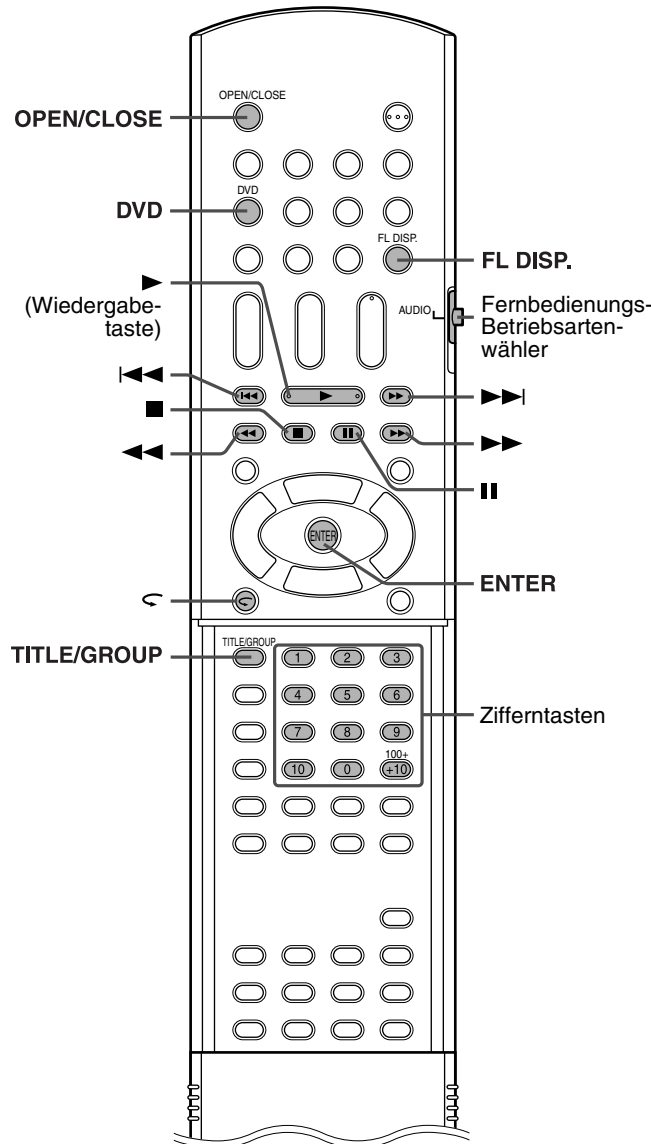 OPEN/CLOSE
OPEN/CLOSE
DVD
DVD
FL DISP.
FL DISP.
►
(Wiedergabe-
taste)
AUDIO
Fernbedienungs-
Betriebsarten-
wähler
ENTER
ENTER
TITLE/GROUP
TITLE/GROUP
1 2 3
4 5 6
7 8 9
100+
10 0 +10
Zifferntasten